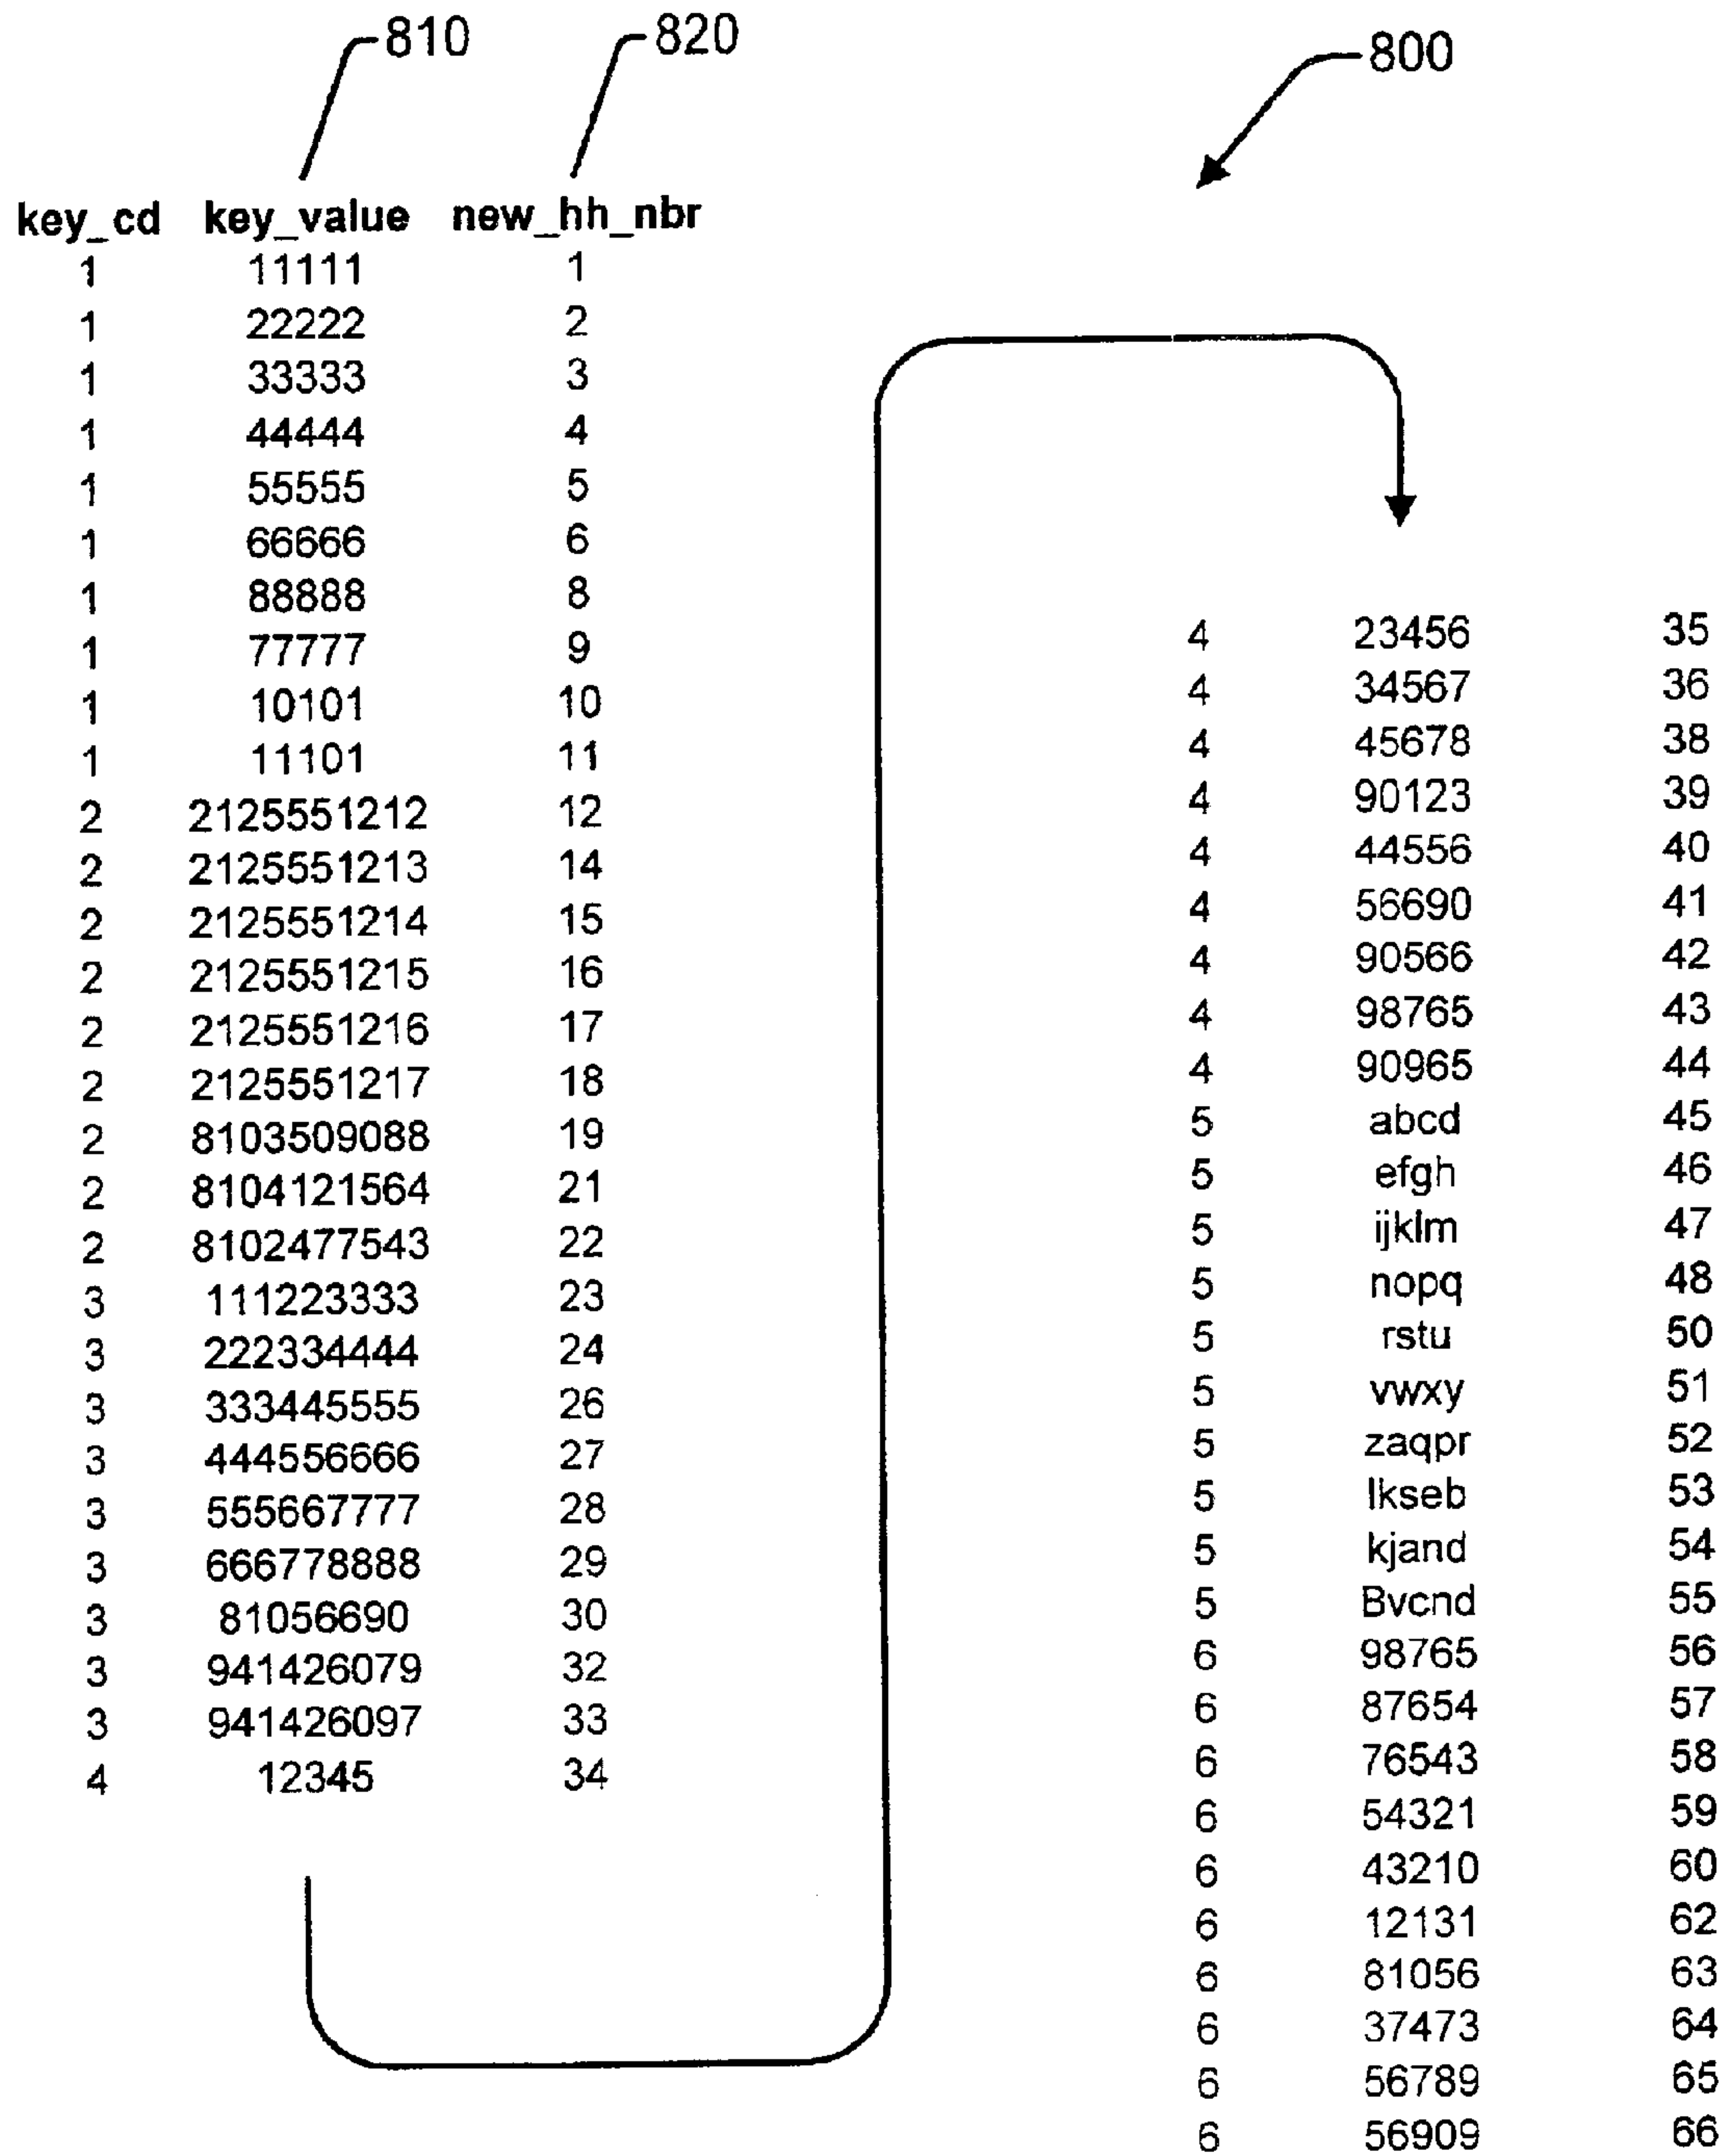 810 820 800
key_cd key_value new_hh_nbr
1 11111 1
1 22222 2
1 33333 3
1 44444 4
1 55555 5
1 66666 6
1 88888 8
1 77777 9
1 10101 10
1 11101 11
2 2125551212 12
2 2125551213 14
2 2125551214 15
2 2125551215 16
2 2125551216 17
2 2125551217 18
2 8103509088 19
2 8104121564 21
2 8102477543 22
3 111223333 23
3 222334444 24
3 333445555 26
3 444556666 27
3 555667777 28
3 666778888 29
3 81056690 30
3 941426079 32
3 941426097 33
4 12345 34
4 23456 35
4 34567 36
4 45678 38
4 90123 39
4 44556 40
4 56690 41
4 90566 42
4 98765 43
4 90965 44
5 abcd 45
5 efgh 46
5 ijklm 47
5 nopq 48
5 rstu 50
5 vwxy 51
5 zaqpr 52
5 lkseb 53
5 kjand 54
5 Bvcnd 55
6 98765 56
6 87654 57
6 76543 58
6 54321 59
6 43210 60
6 12131 62
6 81056 63
6 37473 64
6 56789 65
6 56909 66